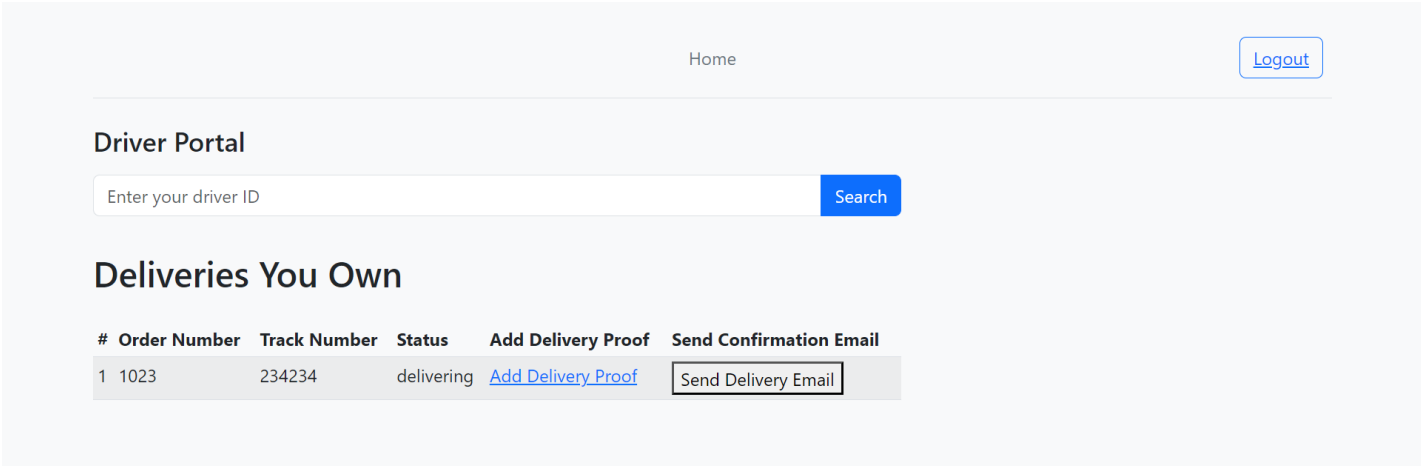 Home Logout
Driver Portal
Enter your driver ID Search
Deliveries You Own
# Order Number Track Number Status Add Delivery Proof Send Confirmation Email
1 1023 234234 delivering Add Delivery Proof Send Delivery Email